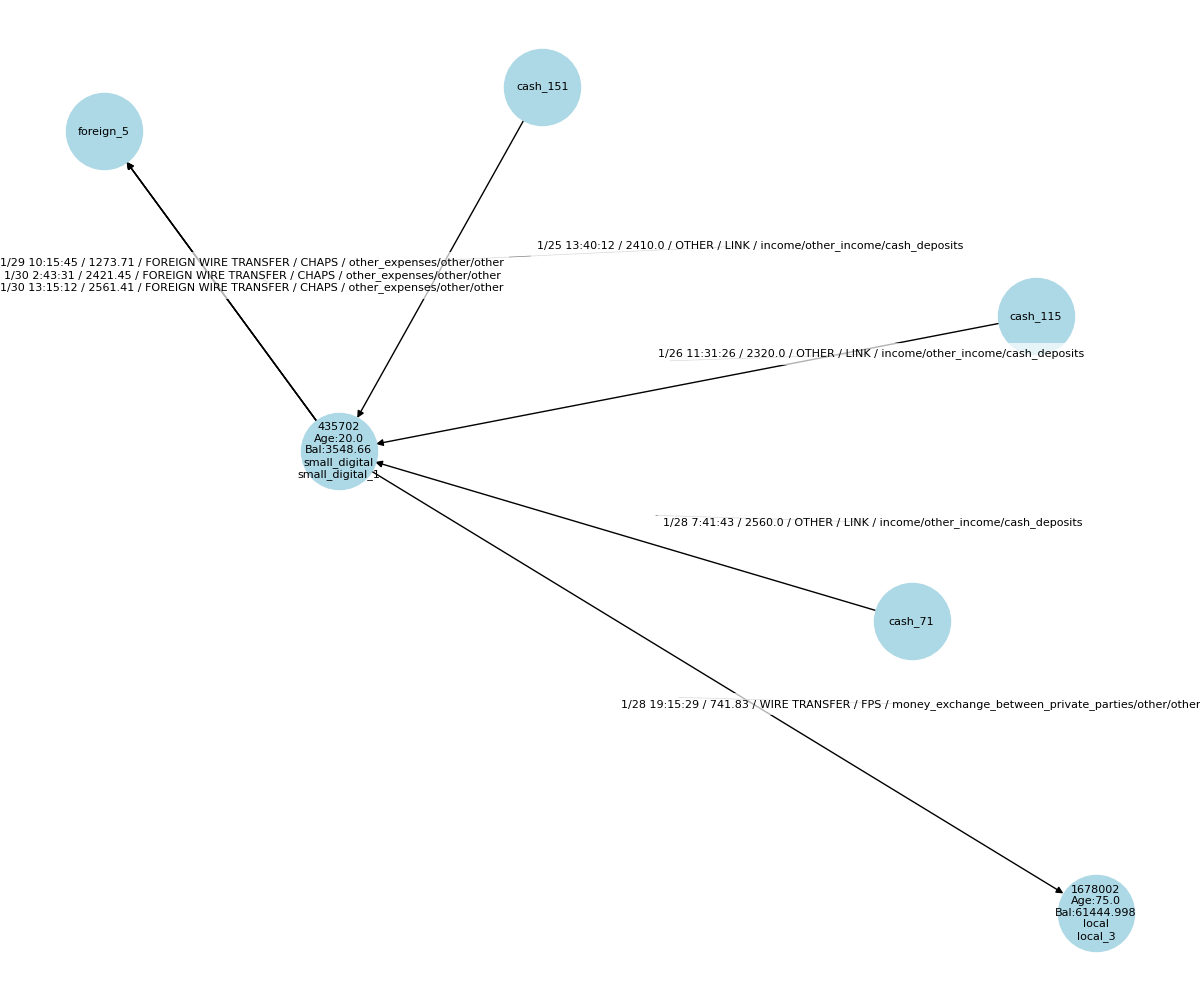 cash_151
foreign_5
1/25 13:40:12 / 2410.0 / OTHER / LINK / income/other_income/cash_deposits
1/29 10:15:45 / 1273.71 / FOREIGN WIRE TRANSFER / CHAPS / other_expenses/other/other
1/30 2:43:31 / 2421.45 / FOREIGN WIRE TRANSFER / CHAPS / other_expenses/other/other
1/30 13:15:12 / 2561.41 / FOREIGN WIRE TRANSFER / CHAPS / other_expenses/other/other
cash_115
1/26 11:31:26 / 2320.0 / OTHER / LINK / income/other_income/cash_deposits
435702
Age:20.0
Bal:3548.66
small_digital
small_digital_1
1/28 7:41:43 / 2560.0 / OTHER / LINK / income/other_income/cash_deposits
cash_71
1/28 19:15:29 / 741.83 / WIRE TRANSFER / FPS / money_exchange_between_private_parties/other/other
1678002
Age:75.0
Bal:61444.998
local
local_3